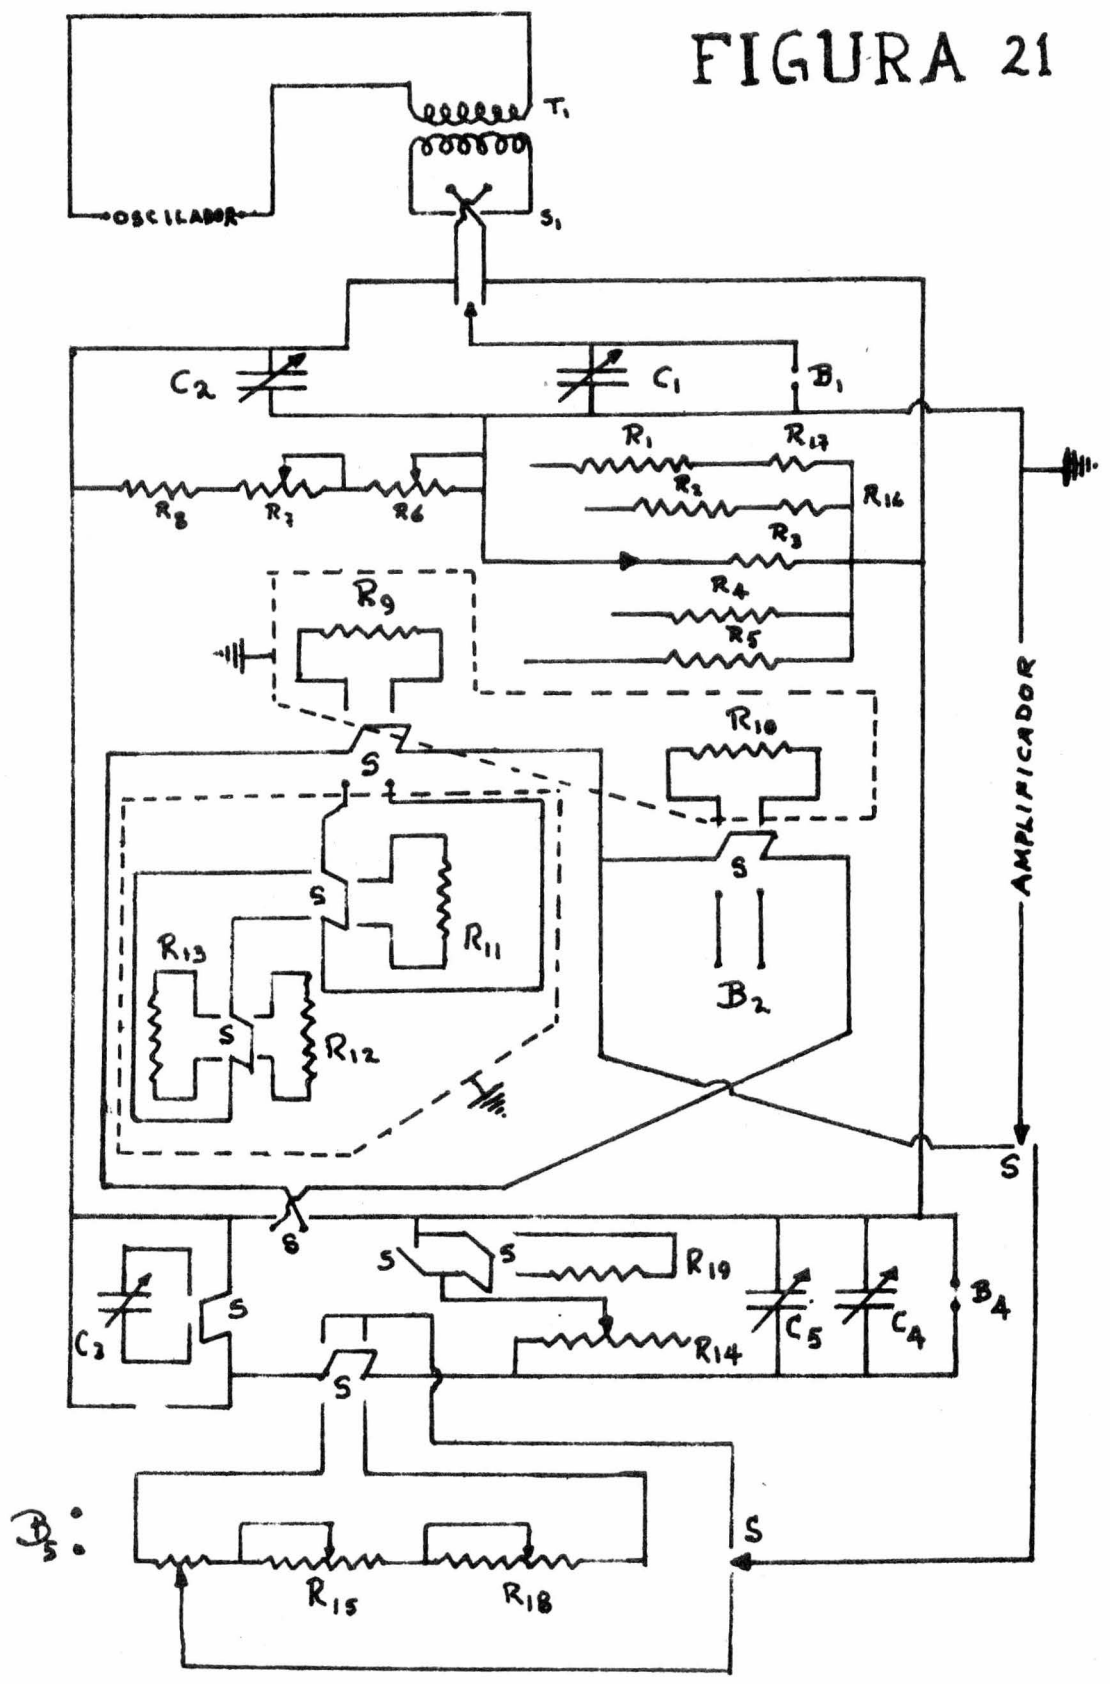 FIGURA 21
T1
OSCILADOR
S1
C2
C1
B1
R1
R17
R2
R16
R8
R7
R6
R3
R4
R5
R9
R10
S
S
S
R11
B2
R13
S
R12
AMPLIFICADOR
S
S
S
S
R19
C3
S
C5
C4
B4
R14
S
B5
S
R15
R18